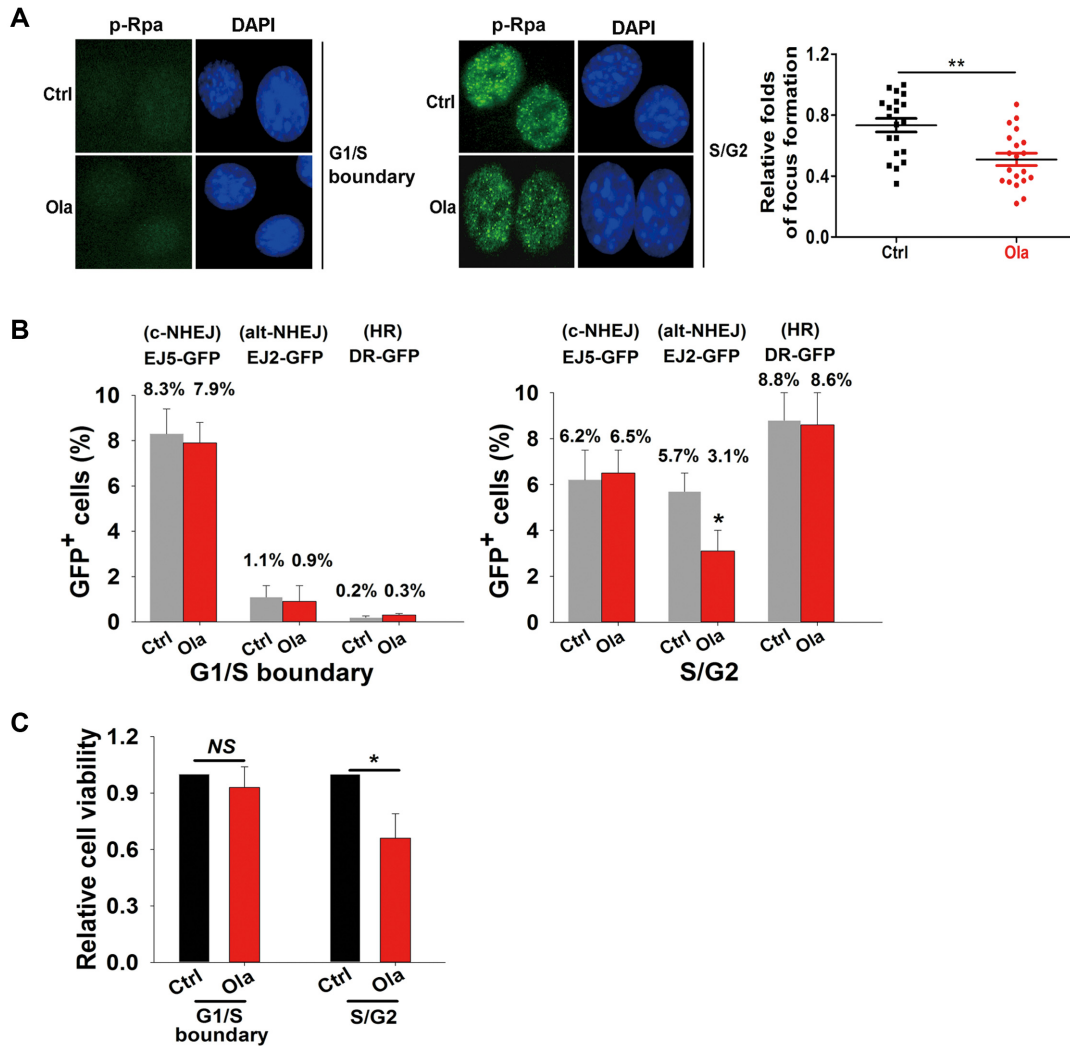 A
p-Rpa DAPI
Ctrl
Ola
G1/S
boundary
p-Rpa DAPI
Ctrl
Ola
S/G2
Relative folds
of focus formation
1.2
0.8
0.4
0.0
**
Ctrl Ola
B
(c-NHEJ) (alt-NHEJ) (HR)
EJ5-GFP EJ2-GFP DR-GFP
8.3% 7.9%
1.1% 0.9%
0.2% 0.3%
GFP+ cells (%)
10
8
6
4
2
0
Ctrl Ola Ctrl Ola Ctrl Ola
G1/S boundary
(c-NHEJ) (alt-NHEJ) (HR)
EJ5-GFP EJ2-GFP DR-GFP
8.8% 8.6%
6.2% 6.5%
5.7% 3.1%
*
GFP+ cells (%)
10
8
6
4
2
0
Ctrl Ola Ctrl Ola Ctrl Ola
S/G2
C
Relative cell viability
1.2
0.9
0.6
0.3
0.0
NS
*
Ctrl Ola Ctrl Ola
G1/S
boundary
S/G2